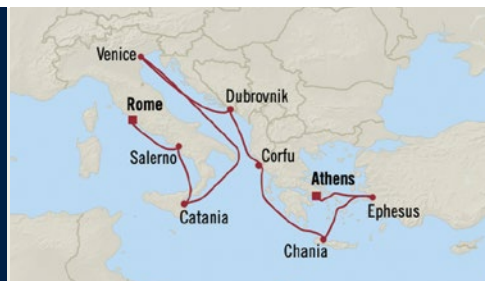 Venice
Rome
Dubrovnik
Salerno
Corfu
Athens
Catania
Ephesus
Chania